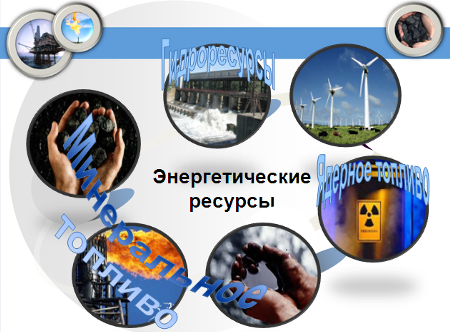 Гидроресурсы
Ядерное топливо
Энергетические
ресурсы
Минеральное
топливо